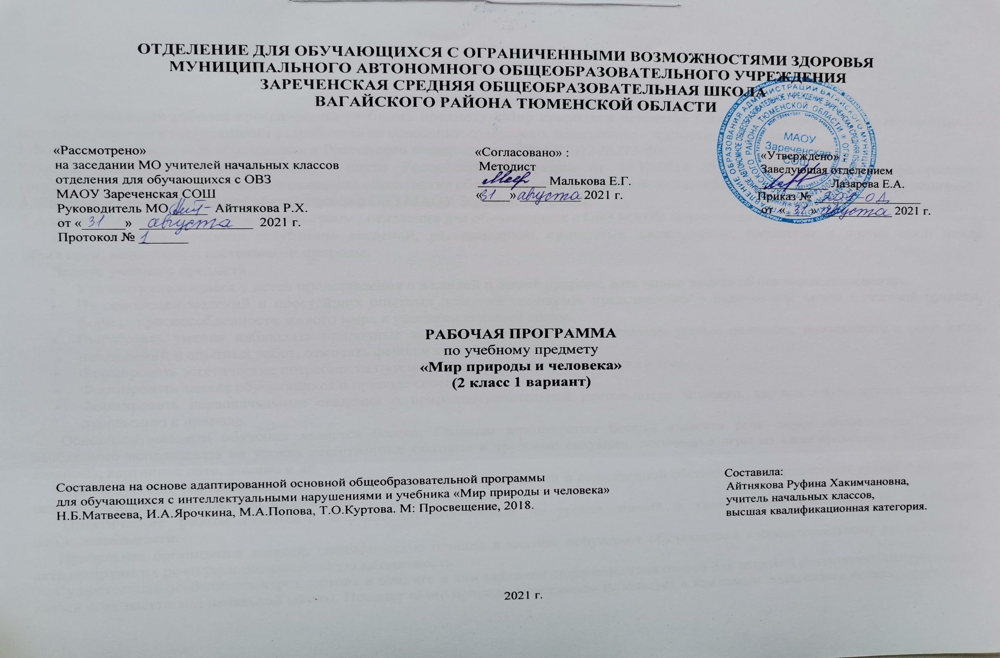 ОТДЕЛЕНИЕ ДЛЯ ОБУЧАЮЩИХСЯ С ОГРАНИЧЕННЫМИ ВОЗМОЖНОСТЯМИ ЗДОРОВЬЯ
МУНИЦИПАЛЬНОГО АВТОНОМНОГО ОБЩЕОБРАЗОВАТЕЛЬНОГО УЧРЕЖДЕНИЯ
ЗАРЕЧЕНСКАЯ СРЕДНЯЯ ОБЩЕОБРАЗОВАТЕЛЬНАЯ ШКОЛА
ВАГАЙСКОГО РАЙОНА ТЮМЕНСКОЙ ОБЛАСТИ
«Рассмотрено»
на заседании МО учителей начальных классов
отделения для обучающихся с ОВЗ
МАОУ Зареченская СОШ
Руководитель МО Айтнякова Р.Х.
от «31» августа 2021 г.
Протокол № 1
«Согласовано» :
Методист
Малькова Е.Г.
«31» августа 2021 г.
МАОУ
Зареченская
СОШ
«Утверждено» :
Заведующая отделением
Лазарева Е.А.
Приказ №
от «31» августа 2021 г.
РАБОЧАЯ ПРОГРАММА
по учебному предмету
«Мир природы и человека»
(2 класс 1 вариант)
Составлена на основе адаптированной основной общеобразовательной программы
для обучающихся с интеллектуальными нарушениями и учебника «Мир природы и человека»
Н.Б.Матвеева, И.А.Ярочкина, М.А.Попова, Т.О.Куртова. М: Просвещение, 2018.
Составила:
Айтнякова Руфина Хакимчановна,
учитель начальных классов,
высшая квалификационная категория.
2021 г.